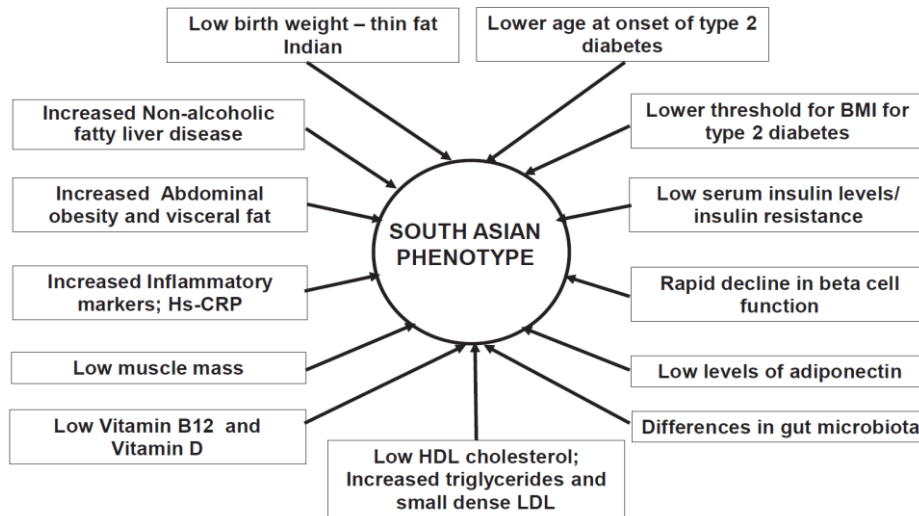 Low birth weight – thin fat
Indian
Lower age at onset of type 2
diabetes
Increased Non-alcoholic
fatty liver disease
Lower threshold for BMI for
type 2 diabetes
Increased Abdominal
obesity and visceral fat
SOUTH ASIAN
PHENOTYPE
Low serum insulin levels/
insulin resistance
Increased Inflammatory
markers; Hs-CRP
Rapid decline in beta cell
function
Low muscle mass
Low levels of adiponectin
Low Vitamin B12 and
Vitamin D
Differences in gut microbiota
Low HDL cholesterol;
Increased triglycerides and
small dense LDL